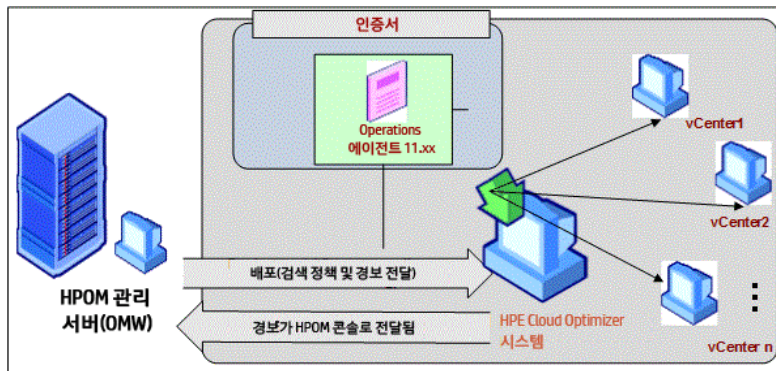 인증서
Operations
에이전트 11.xx
vCenter1
vCenter2
배포(검색 정책 및 경보 전달)
HPOM 관리
서버(OMW)
경보가 HPOM 콘솔로 전달됨
HPE Cloud Optimizer
시스템
vCenter n